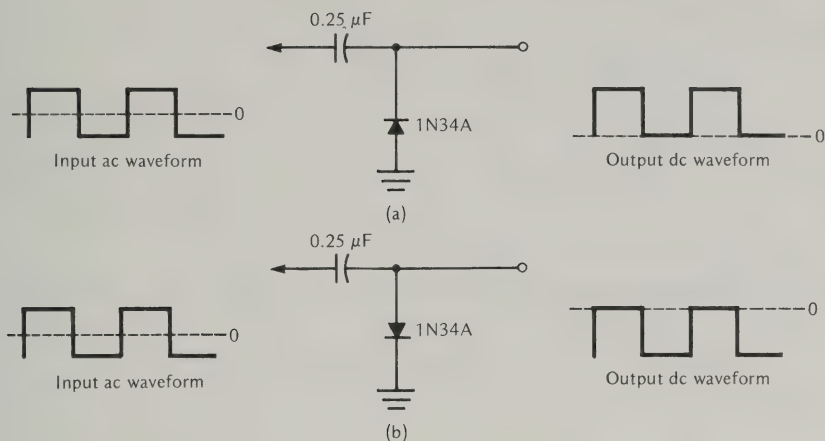 0.25 μF
0
1N34A
0
Input ac waveform
Output dc waveform
(a)
0.25 μF
0
0
1N34A
Input ac waveform
Output dc waveform
(b)